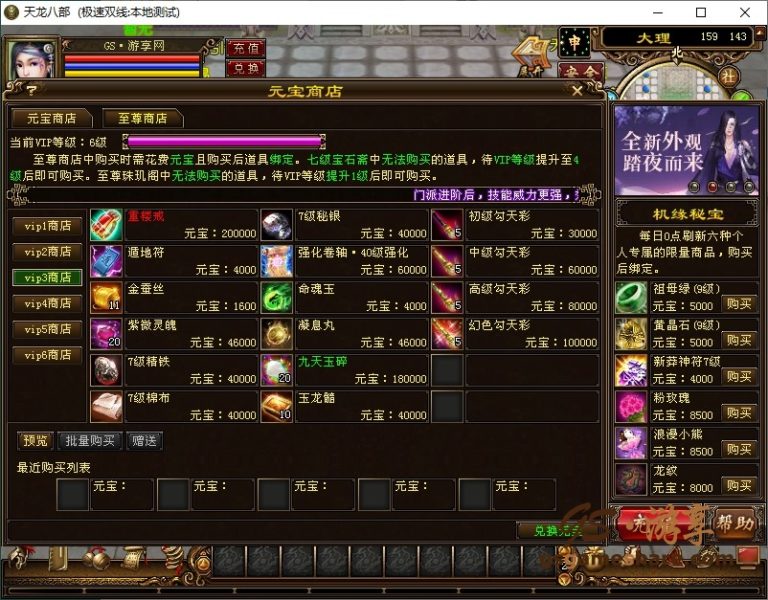 天龙八部 (极速双线:本地测试)
GS·游享网
充值
兑换
申
大理 159 143
北
安全
社
? 元宝商店
元宝商店 至尊商店
当前VIP等级：6级
至尊商店中购买时需花费元宝且购买后道具绑定。七级宝石斋中无法购买的道具，待VIP等级提升至4
级后即可购买。至尊珠玑阁中无法购买的道具，待VIP等级提升1级后即可购买。
门派进阶后，技能威力更强，
vip1商店
vip2商店
vip3商店
vip4商店
vip5商店
vip6商店
重楼戒
元宝：200000
7级秘银
元宝：40000
初级勾天彩
5
元宝：30000
遁地符
元宝：4000
强化卷轴·40级强化
元宝：60000
中级勾天彩
5
元宝：60000
金蚕丝
11
元宝：1600
命魂玉
元宝：4000
高级勾天彩
5
元宝：80000
紫微灵魄
20
元宝：46000
凝息丸
元宝：46000
幻色勾天彩
5
元宝：100000
7级精铁
元宝：40000
九天玉碎
20
元宝：180000
7级棉布
元宝：40000
玉龙髓
10
元宝：40000
预览 批量购买 赠送
最近购买列表
元宝： 元宝： 元宝： 元宝： 元宝：
全新外观
踏夜而来
机缘秘宝
每日0点刷新六种个
人专属的限量商品，购买
后绑定。
祖母绿(9级)
元宝：5000 购买
黄晶石(9级)
元宝：5000 购买
新莽神符7级
元宝：4000 购买
粉玫瑰
元宝：8500 购买
浪漫小熊
元宝：8500 购买
龙纹
元宝：8000 购买
帮助